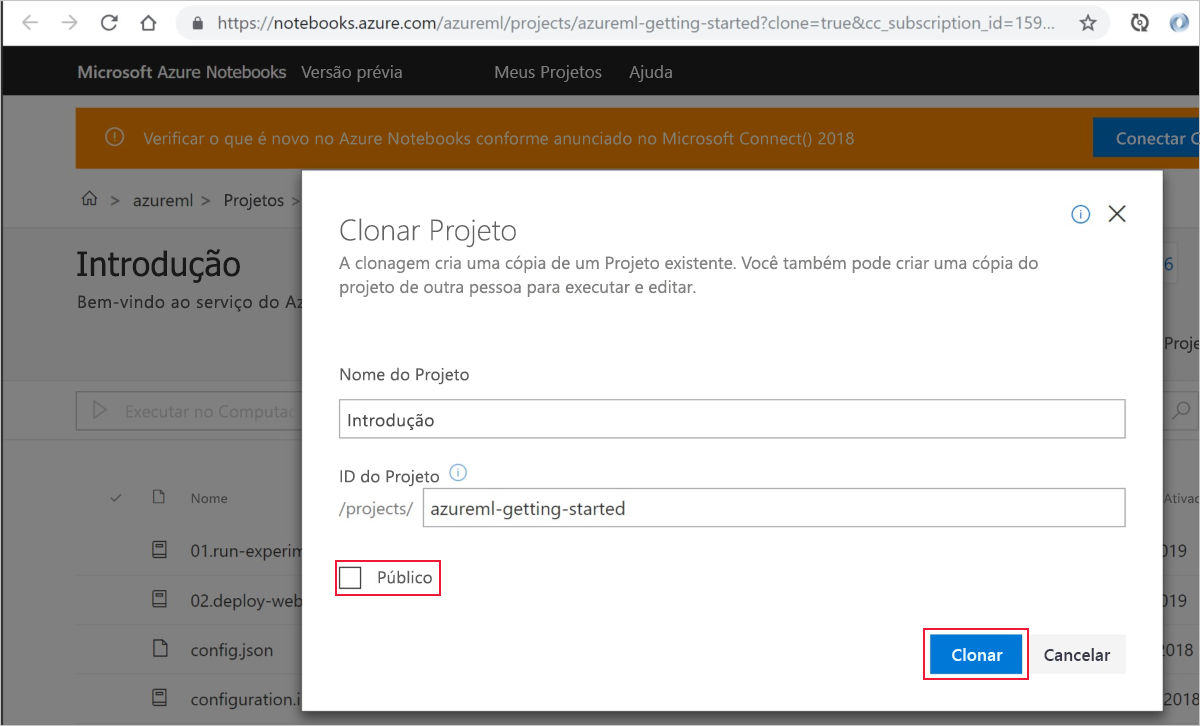 https://notebooks.azure.com/azureml/projects/azureml-getting-started?clone=true&cc_subscription_id=159...
Microsoft Azure Notebooks Versão prévia Meus Projetos Ajuda
Verificar o que é novo no Azure Notebooks conforme anunciado no Microsoft Connect() 2018 Conectar C
> azureml > Projetos >
Introdução
Bem-vindo ao serviço do Az
6
Proje
Clonar Projeto
A clonagem cria uma cópia de um Projeto existente. Você também pode criar uma cópia do
projeto de outra pessoa para executar e editar.
Nome do Projeto
Introdução
ID do Projeto
/projects/ azureml-getting-started
Público
Clonar Cancelar
Executar no Computac
Nome Ativac
01.run-experim 019
02.deploy-web 019
config.json 2018
configuration.i 2018